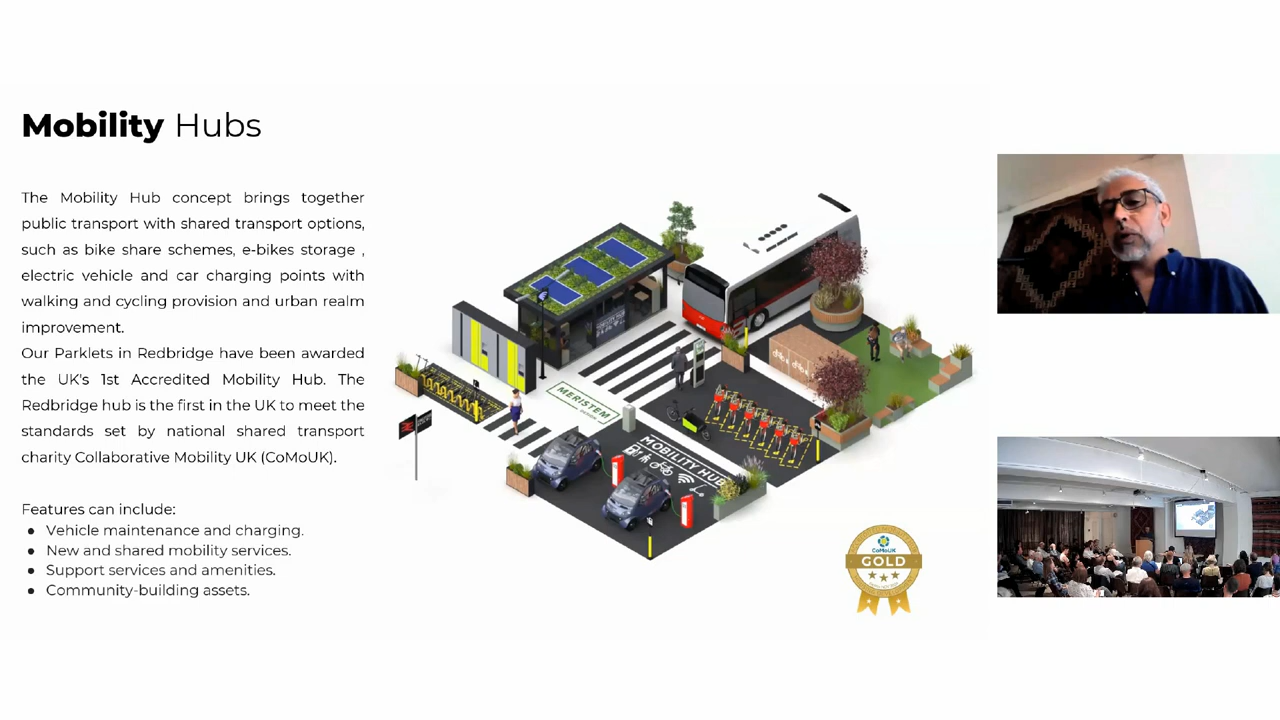 Mobility Hubs
The Mobility Hub concept brings together
public transport with shared transport options,
such as bike share schemes, e-bikes storage ,
electric vehicle and car charging points with
walking and cycling provision and urban realm
improvement.
Our Parklets in Redbridge have been awarded
the UK's 1st Accredited Mobility Hub. The
Redbridge hub is the first in the UK to meet the
standards set by national shared transport
charity Collaborative Mobility UK (CoMoUK).
Features can include:
● Vehicle maintenance and charging.
● New and shared mobility services.
● Support services and amenities.
● Community-building assets.
MERISTEM
MOBILITY HUB
CoMoUK
GOLD